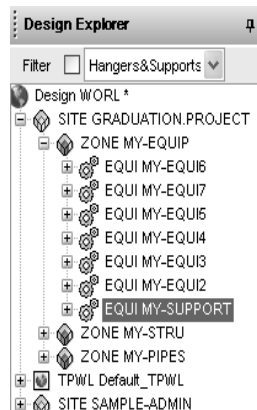 Design Explorer
Filter Hangers&Supports
Design WORL *
SITE GRADUATION.PROJECT
ZONE MY-EQUIP
EQUI MY-EQUI6
EQUI MY-EQUI7
EQUI MY-EQUI5
EQUI MY-EQUI4
EQUI MY-EQUI3
EQUI MY-EQUI2
EQUI MY-SUPPORT
ZONE MY-STRU
ZONE MY-PIPES
TPWL Default_TPWL
SITE SAMPLE-ADMIN